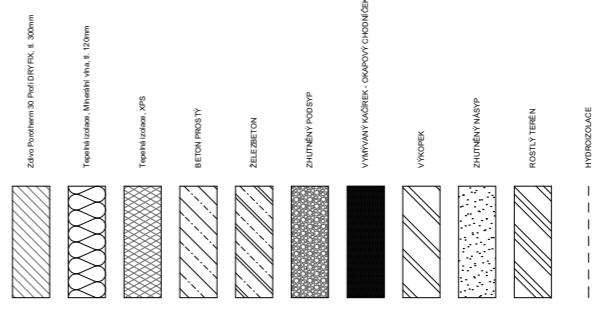 Zdivo Porotherm 30 Profi DRYFIX, tl. 300mm
Tepelná izolace, Minerální vlna, tl. 120mm
Tepelná izolace, XPS
BETON PROSTÝ
ŽELEZBETON
ZHUTNĚNÝ PODSYP
VYMÝVANÝ KAČÍREK - OKAPOVÝ CHODNÍČEK
VÝKOPEK
ZHUTNĚNÝ NÁSYP
ROSTLÝ TERÉN
HYDROIZOLACE